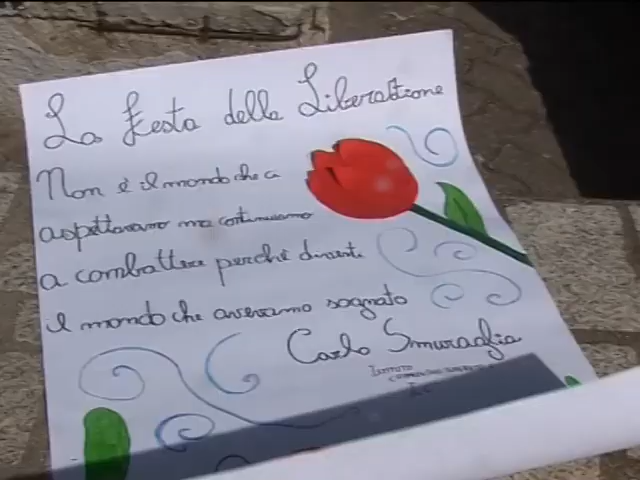 La Festa della Liberazione
Non è il mondo che a
aspettavamo ma continuiamo
a combattere perché diventi
il mondo che avevamo sognato
Carlo Smuraglia
Istituto